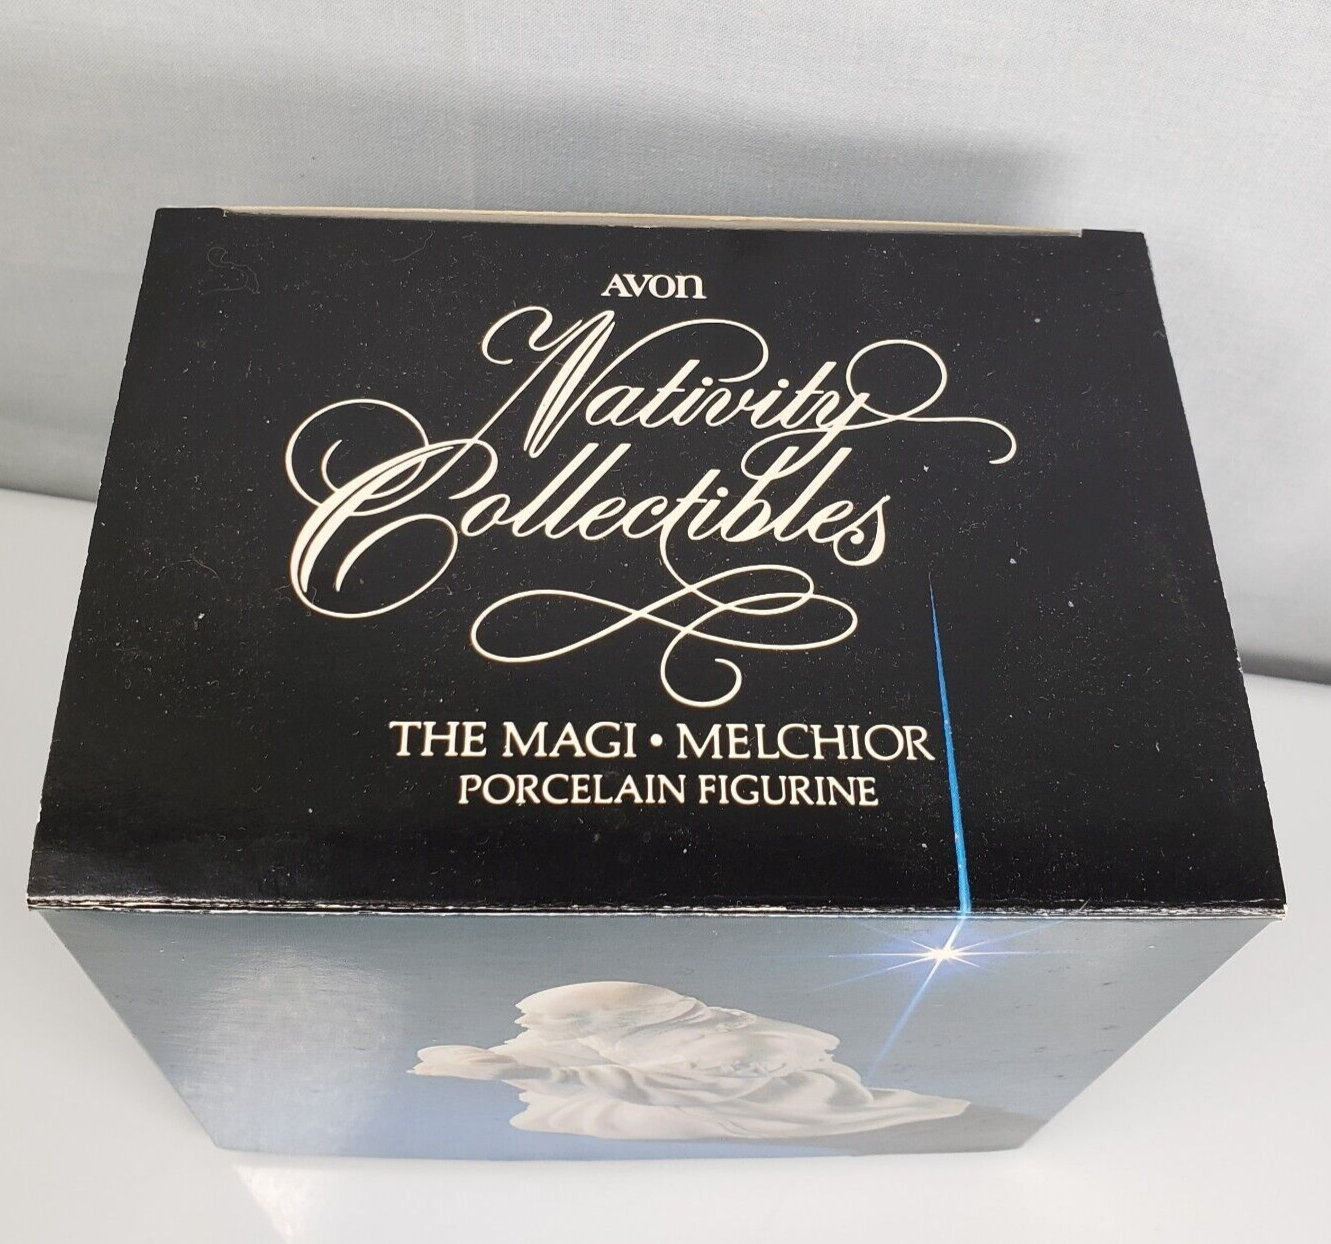 AVON
Nativity
Collectibles
THE MAGI • MELCHIOR
PORCELAIN FIGURINE